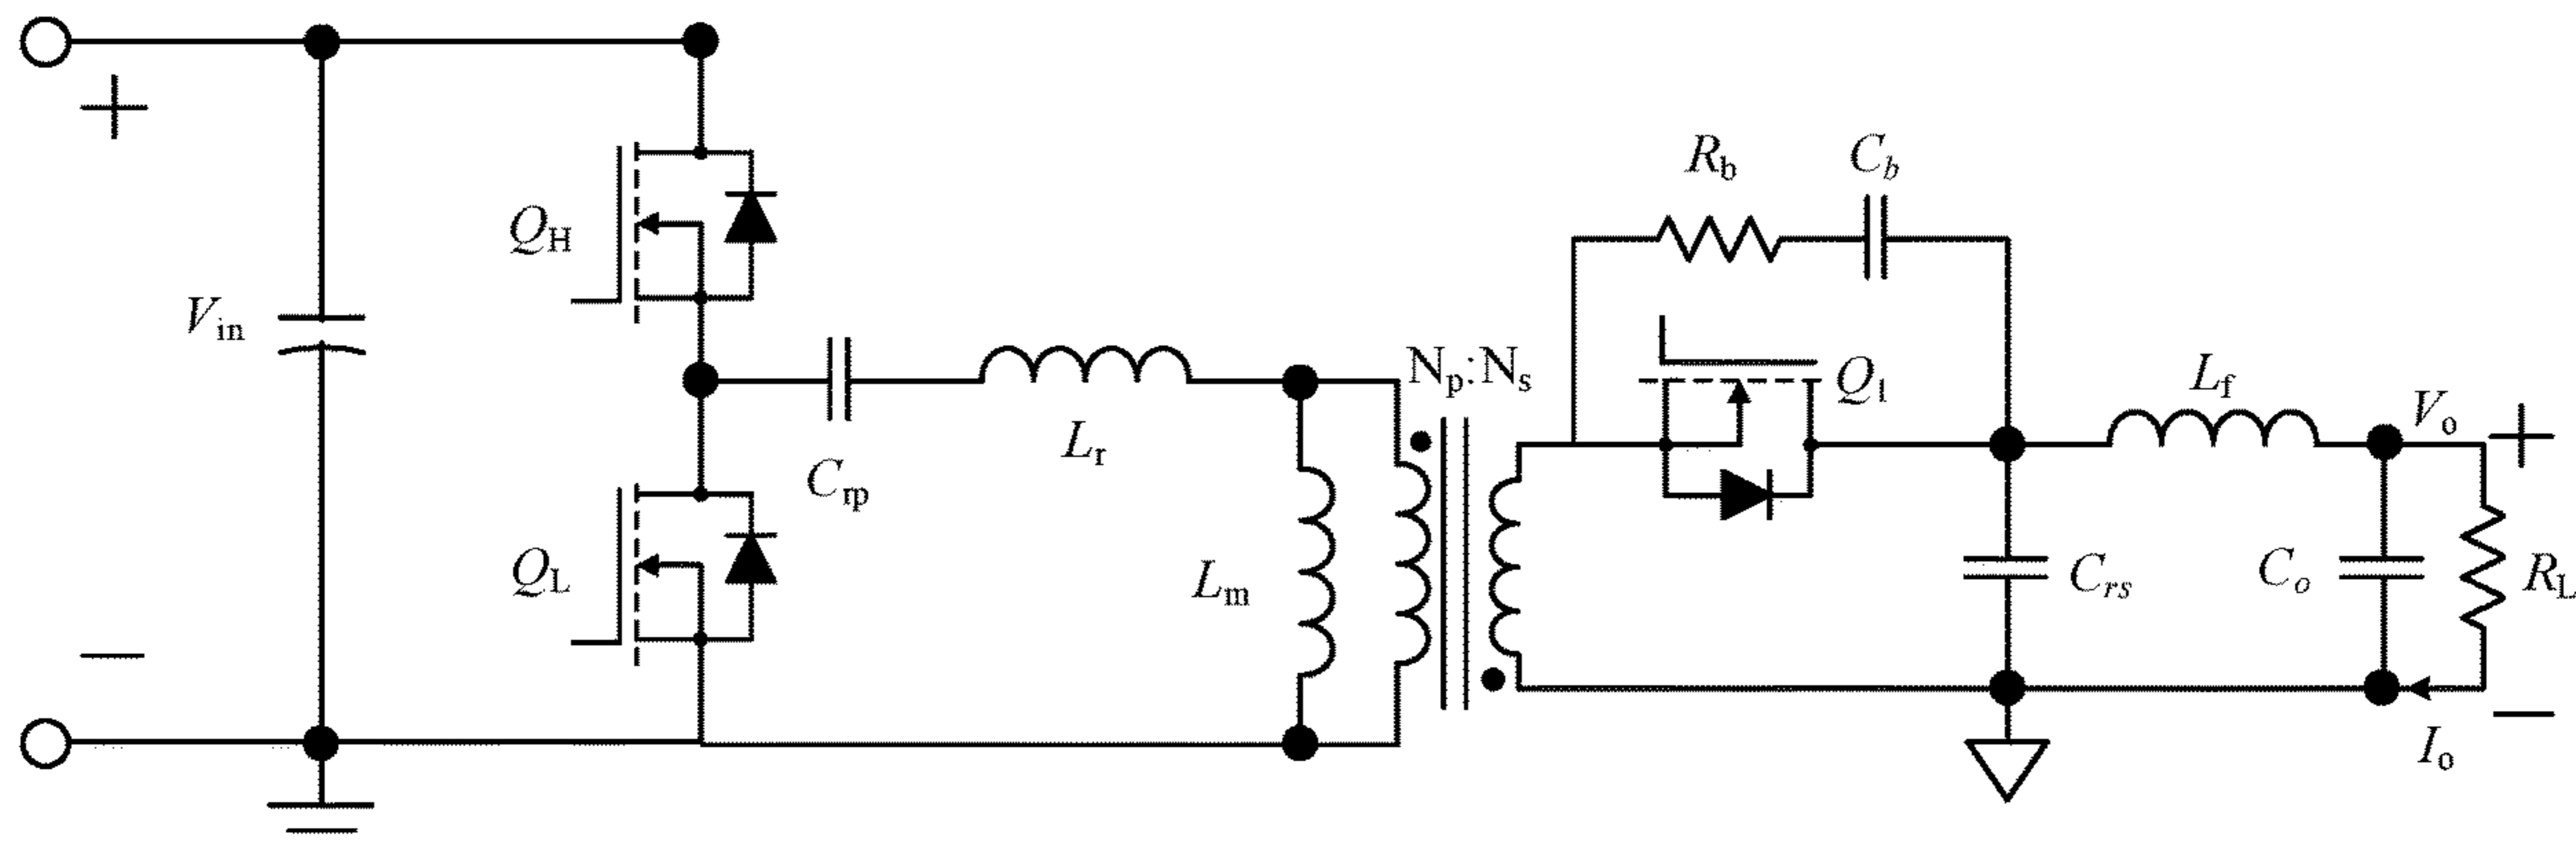 +
V_in
−
Q_H
Q_L
C_rp
L_r
L_m
N_p:N_s
R_b
C_b
Q_1
C_rs
L_f
C_o
V_o
+
R_L
−
I_o